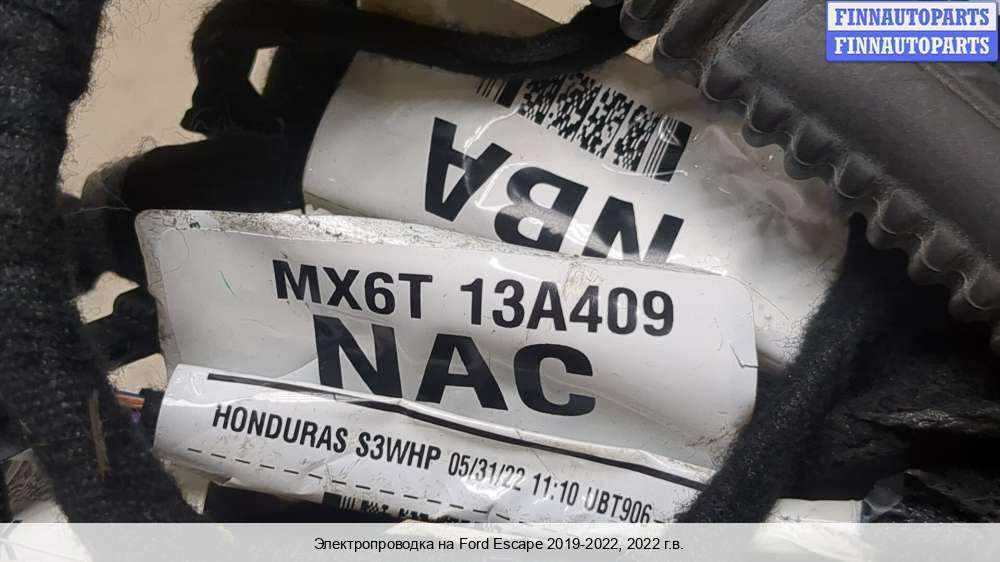 FINNAUTOPARTS
FINNAUTOPARTS
NBA
MX6T 13A409
NAC
HONDURAS S3WHP 05/31/22 11:10 UBT906
Электропроводка на Ford Escape 2019-2022, 2022 г.в.